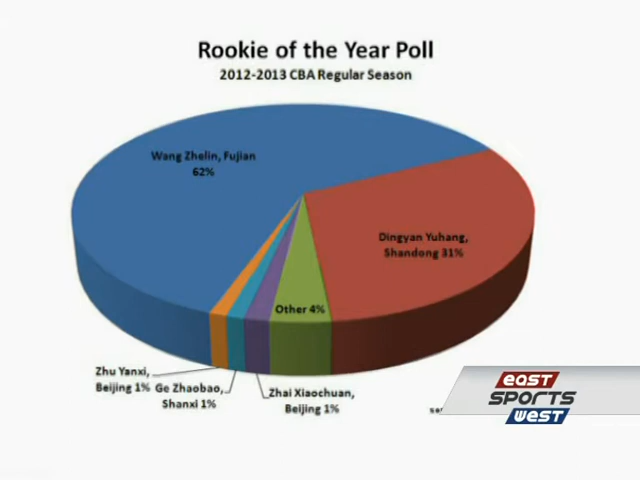 Rookie of the Year Poll
2012-2013 CBA Regular Season
Wang Zhelin, Fujian
62%
Dingyan Yuhang,
Shandong 31%
Other 4%
Zhu Yanxi,
Beijing 1%
Ge Zhaobao,
Shanxi 1%
Zhai Xiaochuan,
Beijing 1%
east
SPORTS
west